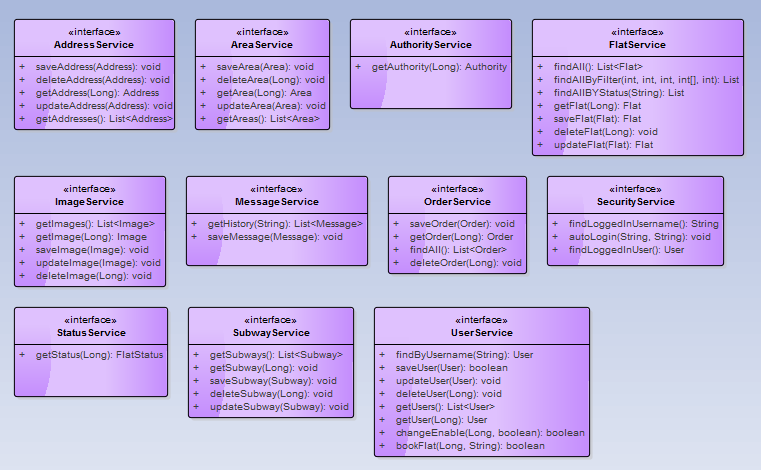 «interface»
AddressService
+ saveAddress(Address): void
+ deleteAddress(Address): void
+ getAddress(Long): Address
+ updateAddress(Address): void
+ getAddresses(): List<Address>
«interface»
AreaService
+ saveArea(Area): void
+ deleteArea(Long): void
+ getArea(Long): Area
+ updateArea(Area): void
+ getAreas(): List<Area>
«interface»
AuthorityService
+ getAuthority(Long): Authority
«interface»
FlatService
+ findAll(): List<Flat>
+ findAllByFilter(int, int, int, int[], int): List
+ findAllBYStatus(String): List
+ getFlat(Long): Flat
+ saveFlat(Flat): Flat
+ deleteFlat(Long): void
+ updateFlat(Flat): Flat
«interface»
ImageService
+ getImages(): List<Image>
+ getImage(Long): Image
+ saveImage(Image): void
+ updateImage(Image): void
+ deleteImage(Long): void
«interface»
MessageService
+ getHistory(String): List<Message>
+ saveMessage(Message): void
«interface»
OrderService
+ saveOrder(Order): void
+ getOrder(Long): Order
+ findAll(): List<Order>
+ deleteOrder(Long): void
«interface»
SecurityService
+ findLoggedInUsername(): String
+ autoLogin(String, String): void
+ findLoggedInUser(): User
«interface»
StatusService
+ getStatus(Long): FlatStatus
«interface»
SubwayService
+ getSubways(): List<Subway>
+ getSubway(Long): void
+ saveSubway(Subway): void
+ deleteSubway(Long): void
+ updateSubway(Subway): void
«interface»
UserService
+ findByUsername(String): User
+ saveUser(User): boolean
+ updateUser(User): void
+ deleteUser(Long): void
+ getUsers(): List<User>
+ getUser(Long): User
+ changeEnable(Long, boolean): boolean
+ bookFlat(Long, String): boolean